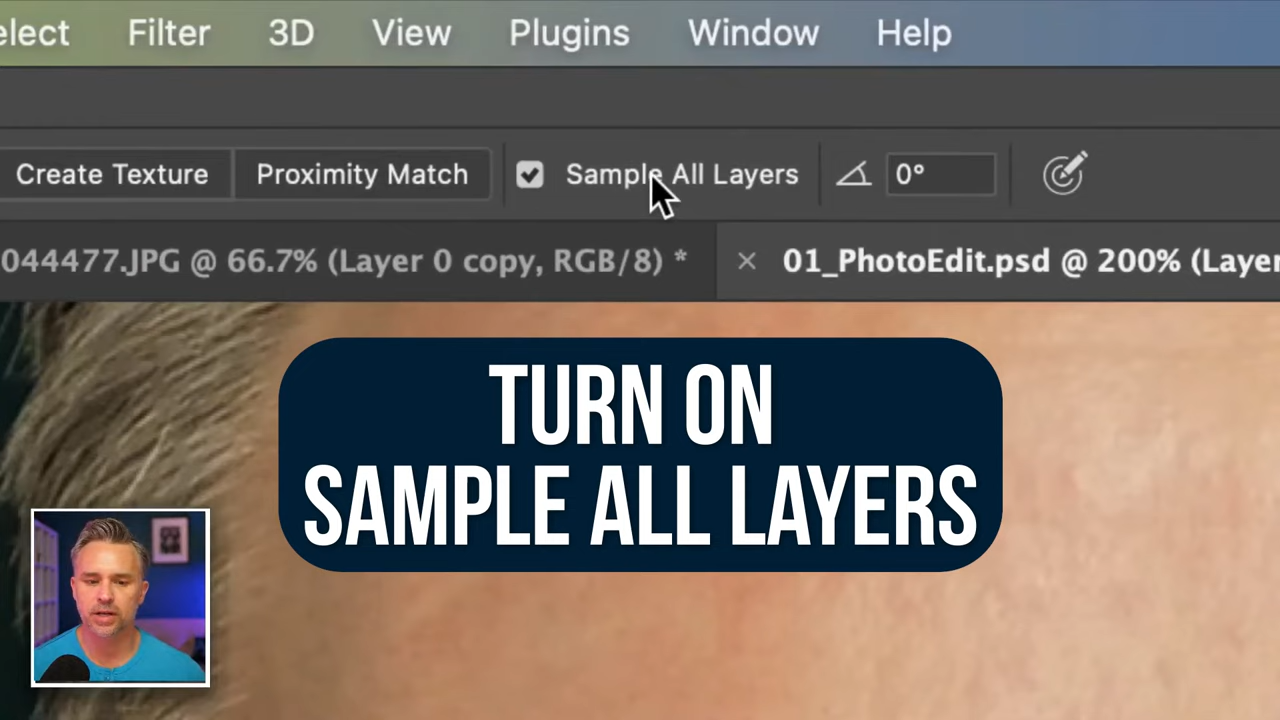 elect Filter 3D View Plugins Window Help
Create Texture Proximity Match Sample All Layers 0°
044477.JPG @ 66.7% (Layer 0 copy, RGB/8) * × 01_PhotoEdit.psd @ 200% (Layer
TURN ON
SAMPLE ALL LAYERS